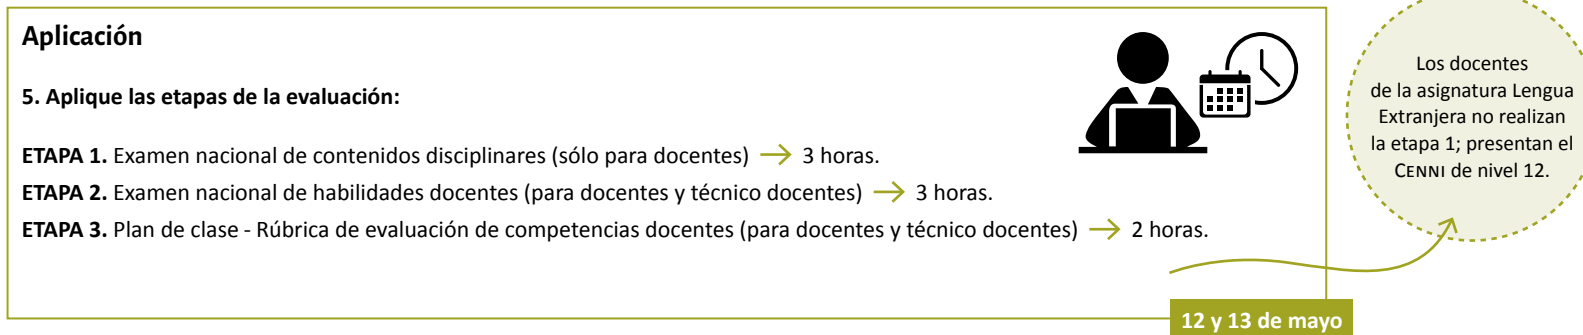 Aplicación
5. Aplique las etapas de la evaluación:
ETAPA 1. Examen nacional de contenidos disciplinares (sólo para docentes) → 3 horas.
ETAPA 2. Examen nacional de habilidades docentes (para docentes y técnico docentes) → 3 horas.
ETAPA 3. Plan de clase - Rúbrica de evaluación de competencias docentes (para docentes y técnico docentes) → 2 horas.
12 y 13 de mayo
Los docentes
de la asignatura Lengua
Extranjera no realizan
la etapa 1; presentan el
CENNI de nivel 12.